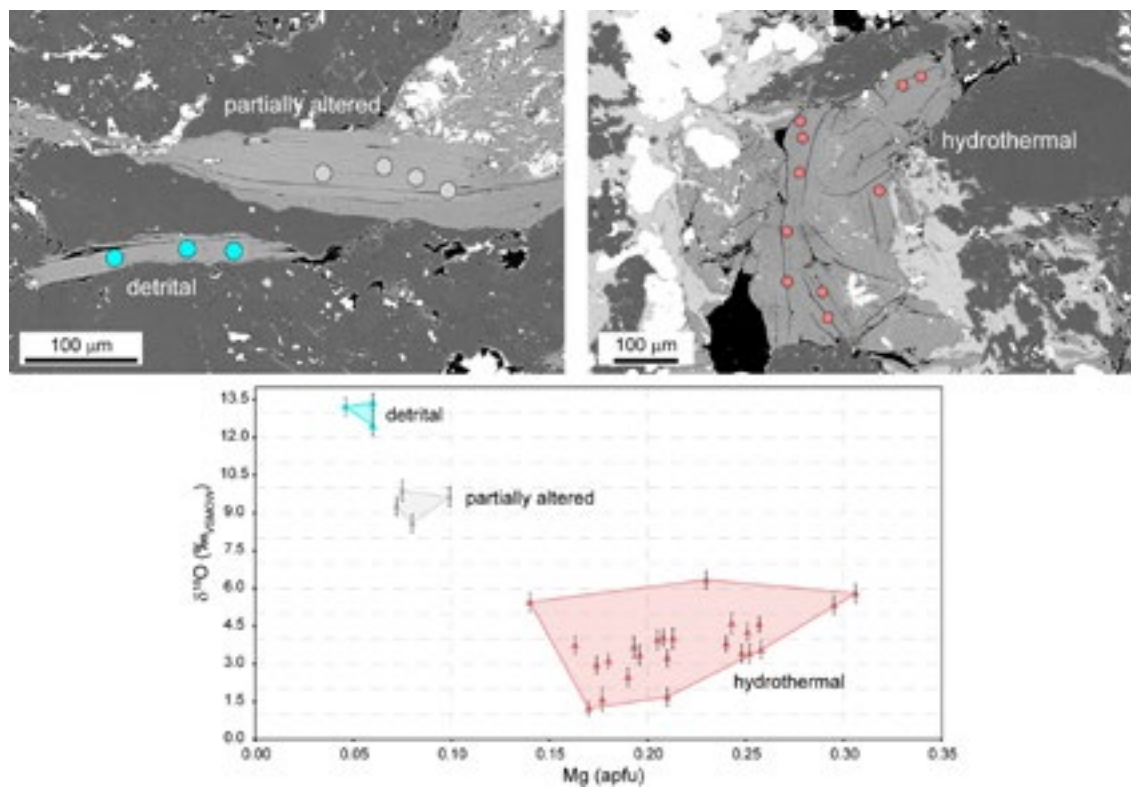 partially altered
detrital
100 μm
hydrothermal
100 μm
13.5
12.0
10.5
9.0
7.5
6.0
4.5
3.0
1.5
0.0
δ¹⁸O (‰VSMOW)
detrital
partially altered
hydrothermal
0.00 0.05 0.10 0.15 0.20 0.25 0.30 0.35
Mg (apfu)